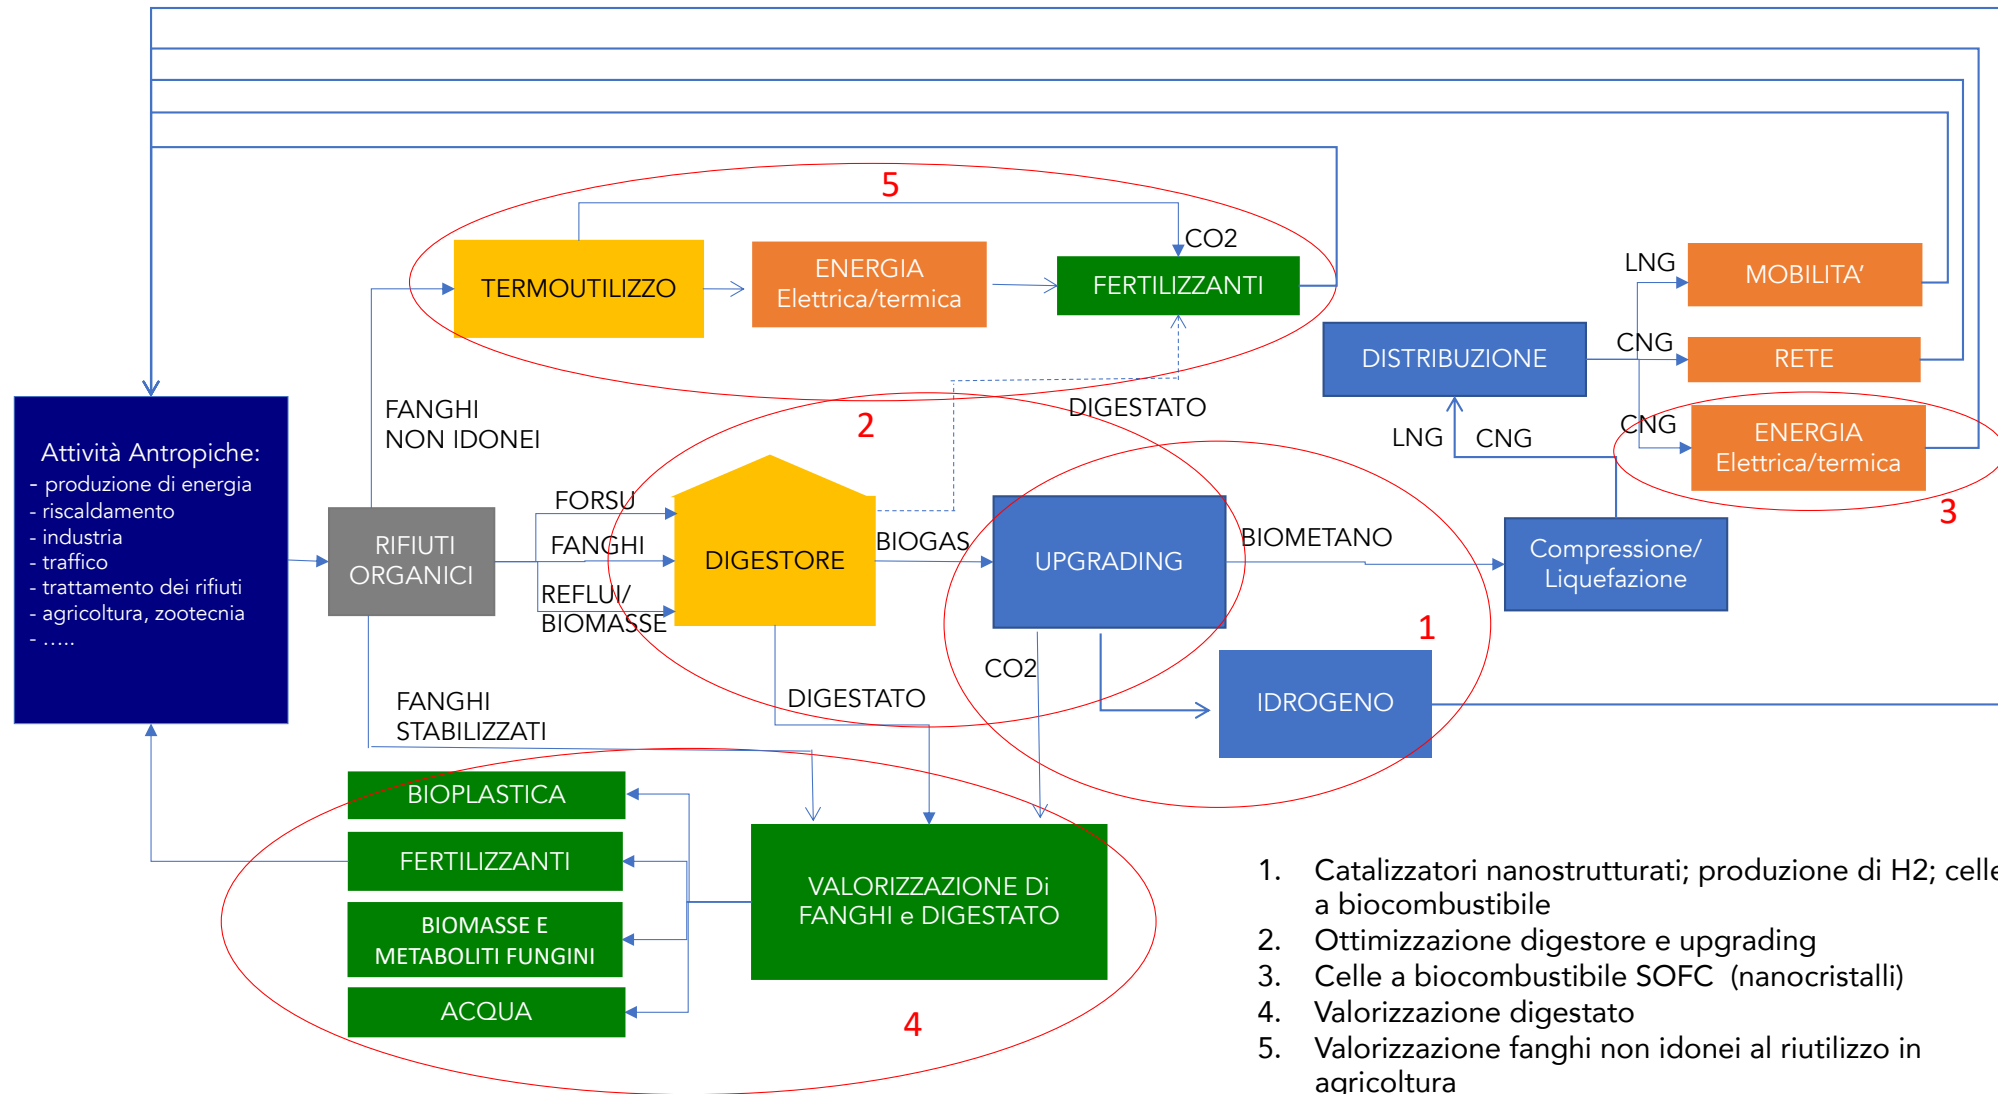 5
CO2
TERMOUTILIZZO
ENERGIA
Elettrica/termica
FERTILIZZANTI
LNG
MOBILITA’
CNG
RETE
DISTRIBUZIONE
CNG
ENERGIA
Elettrica/termica
3
LNG
CNG
FANGHI
NON IDONEI
2
DIGESTATO
Attività Antropiche:
- produzione di energia
- riscaldamento
- industria
- traffico
- trattamento dei rifiuti
- agricoltura, zootecnia
- …..
RIFIUTI
ORGANICI
FORSU
FANGHI
REFLUI/
BIOMASSE
DIGESTORE
BIOGAS
UPGRADING
BIOMETANO
Compressione/
Liquefazione
1
CO2
IDROGENO
FANGHI
STABILIZZATI
DIGESTATO
BIOPLASTICA
FERTILIZZANTI
BIOMASSE E
METABOLITI FUNGINI
ACQUA
VALORIZZAZIONE Di
FANGHI e DIGESTATO
4
1. Catalizzatori nanostrutturati; produzione di H2; celle
a biocombustibile
2. Ottimizzazione digestore e upgrading
3. Celle a biocombustibile SOFC (nanocristalli)
4. Valorizzazione digestato
5. Valorizzazione fanghi non idonei al riutilizzo in
agricoltura